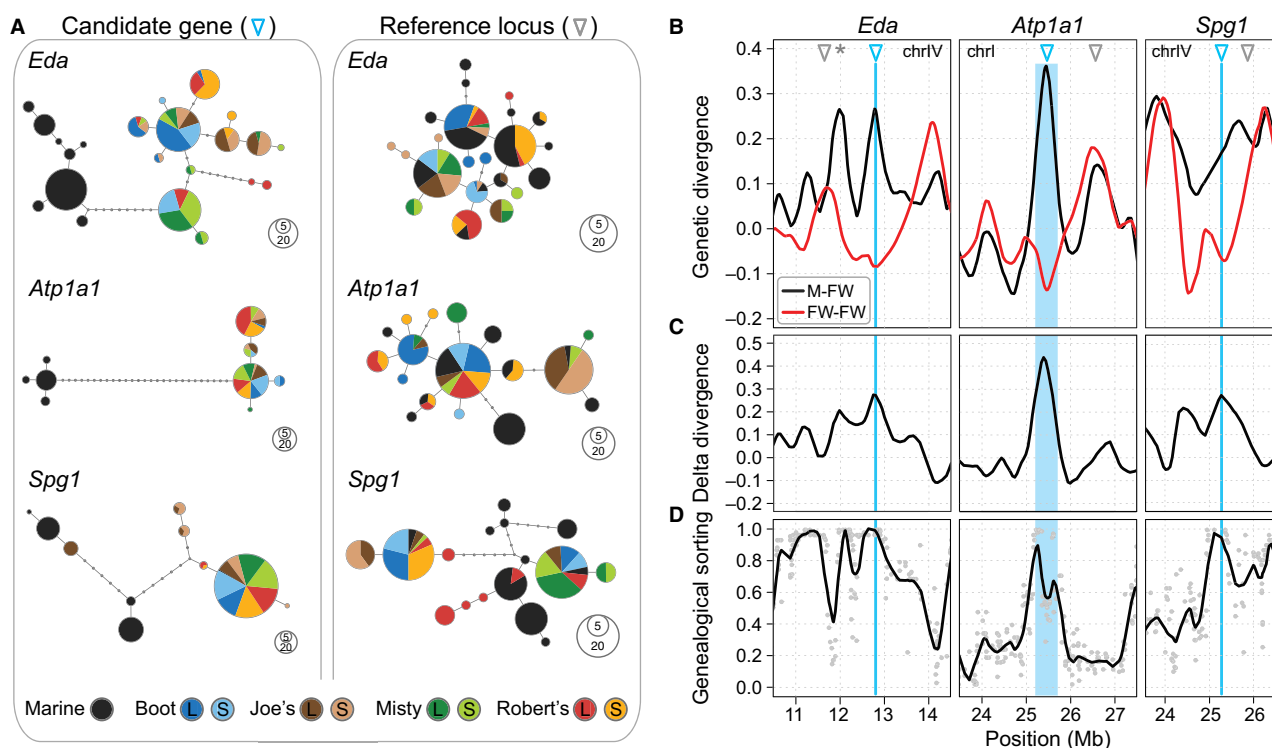 A
Candidate gene ( )
Reference locus ( )
Eda
5
20
Eda
5
20
Atp1a1
5
20
Atp1a1
5
20
Spg1
5
20
Spg1
5
20
Marine
Boot L S
Joe's L S
Misty L S
Robert's L S
B
Eda
Atp1a1
Spg1
* chrIV
chrI
chrIV
Genetic divergence
0.4
0.3
0.2
0.1
0.0
–0.1
–0.2
M-FW
FW-FW
C
Delta divergence
0.5
0.4
0.3
0.2
0.1
0.0
–0.1
–0.2
D
Genealogical sorting
1.0
0.8
0.6
0.4
0.2
0.0
11 12 13 14
24 25 26 27
24 25 26
Position (Mb)